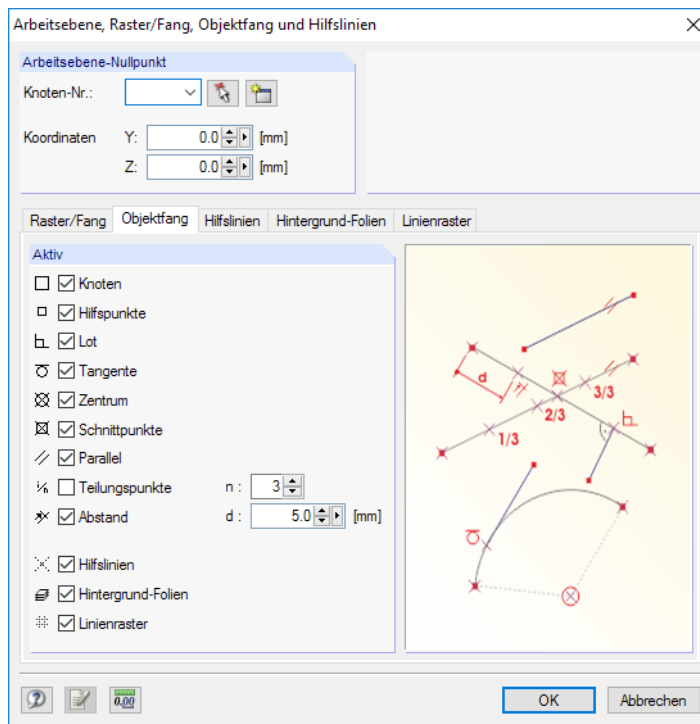 Arbeitsebene, Raster/Fang, Objektfang und Hilfslinien
Arbeitsebene-Nullpunkt
Knoten-Nr.:
Koordinaten Y: 0.0 [mm]
Z: 0.0 [mm]
Raster/Fang Objektfang Hilfslinien Hintergrund-Folien Linienraster
Aktiv
Knoten
Hilfspunkte
Lot
Tangente
Zentrum
Schnittpunkte
Parallel
Teilungspunkte n : 3
Abstand d : 5.0 [mm]
Hilfslinien
Hintergrund-Folien
Linienraster
d
3/3
2/3
1/3
0.00
OK Abbrechen